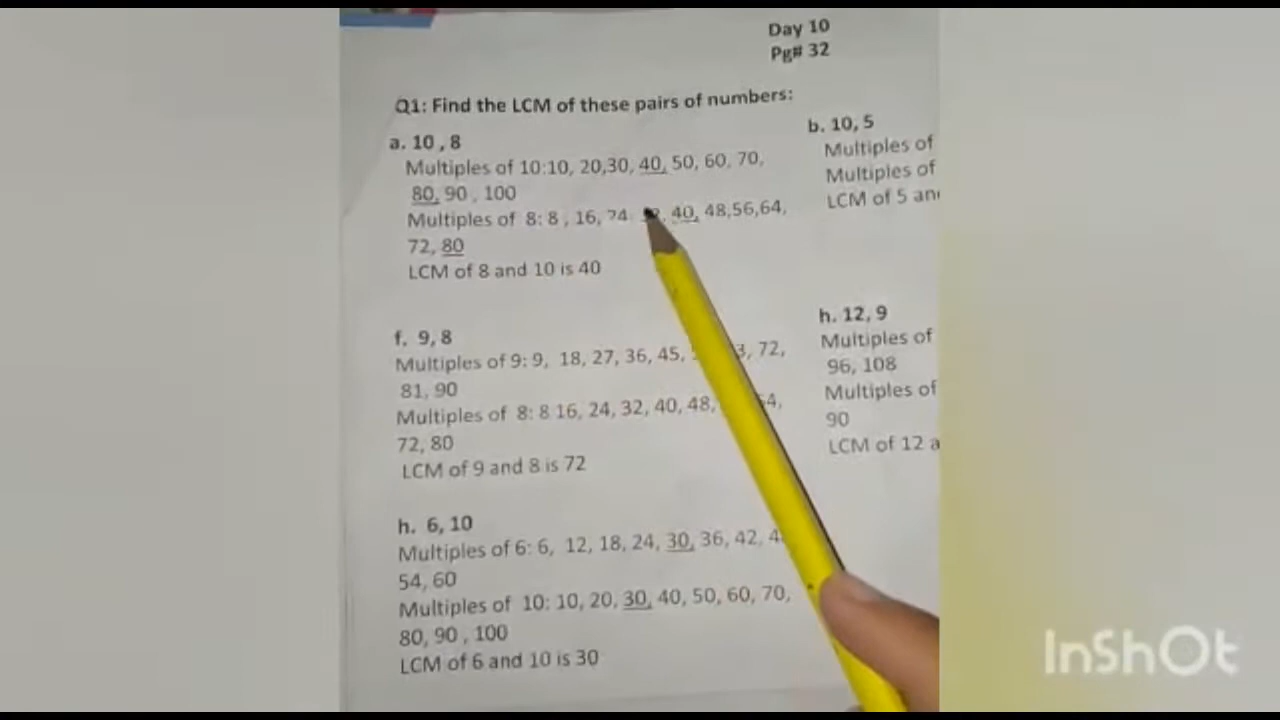 Day 10
Pg# 32
Q1: Find the LCM of these pairs of numbers:
a. 10 , 8
Multiples of 10:10, 20,30, 40, 50, 60, 70,
80, 90 , 100
Multiples of 8: 8 , 16, 24, 40, 48,56,64,
72, 80
LCM of 8 and 10 is 40
b. 10, 5
Multiples of
Multiples of
LCM of 5 and
f. 9, 8
Multiples of 9: 9, 18, 27, 36, 45, 72,
81, 90
Multiples of 8: 8 16, 24, 32, 40, 48,
72, 80
LCM of 9 and 8 is 72
h. 12, 9
Multiples of
96, 108
Multiples of
90
LCM of 12
h. 6, 10
Multiples of 6: 6, 12, 18, 24, 30, 36, 42,
54, 60
Multiples of 10: 10, 20, 30, 40, 50, 60, 70,
80, 90 , 100
LCM of 6 and 10 is 30
InShOt